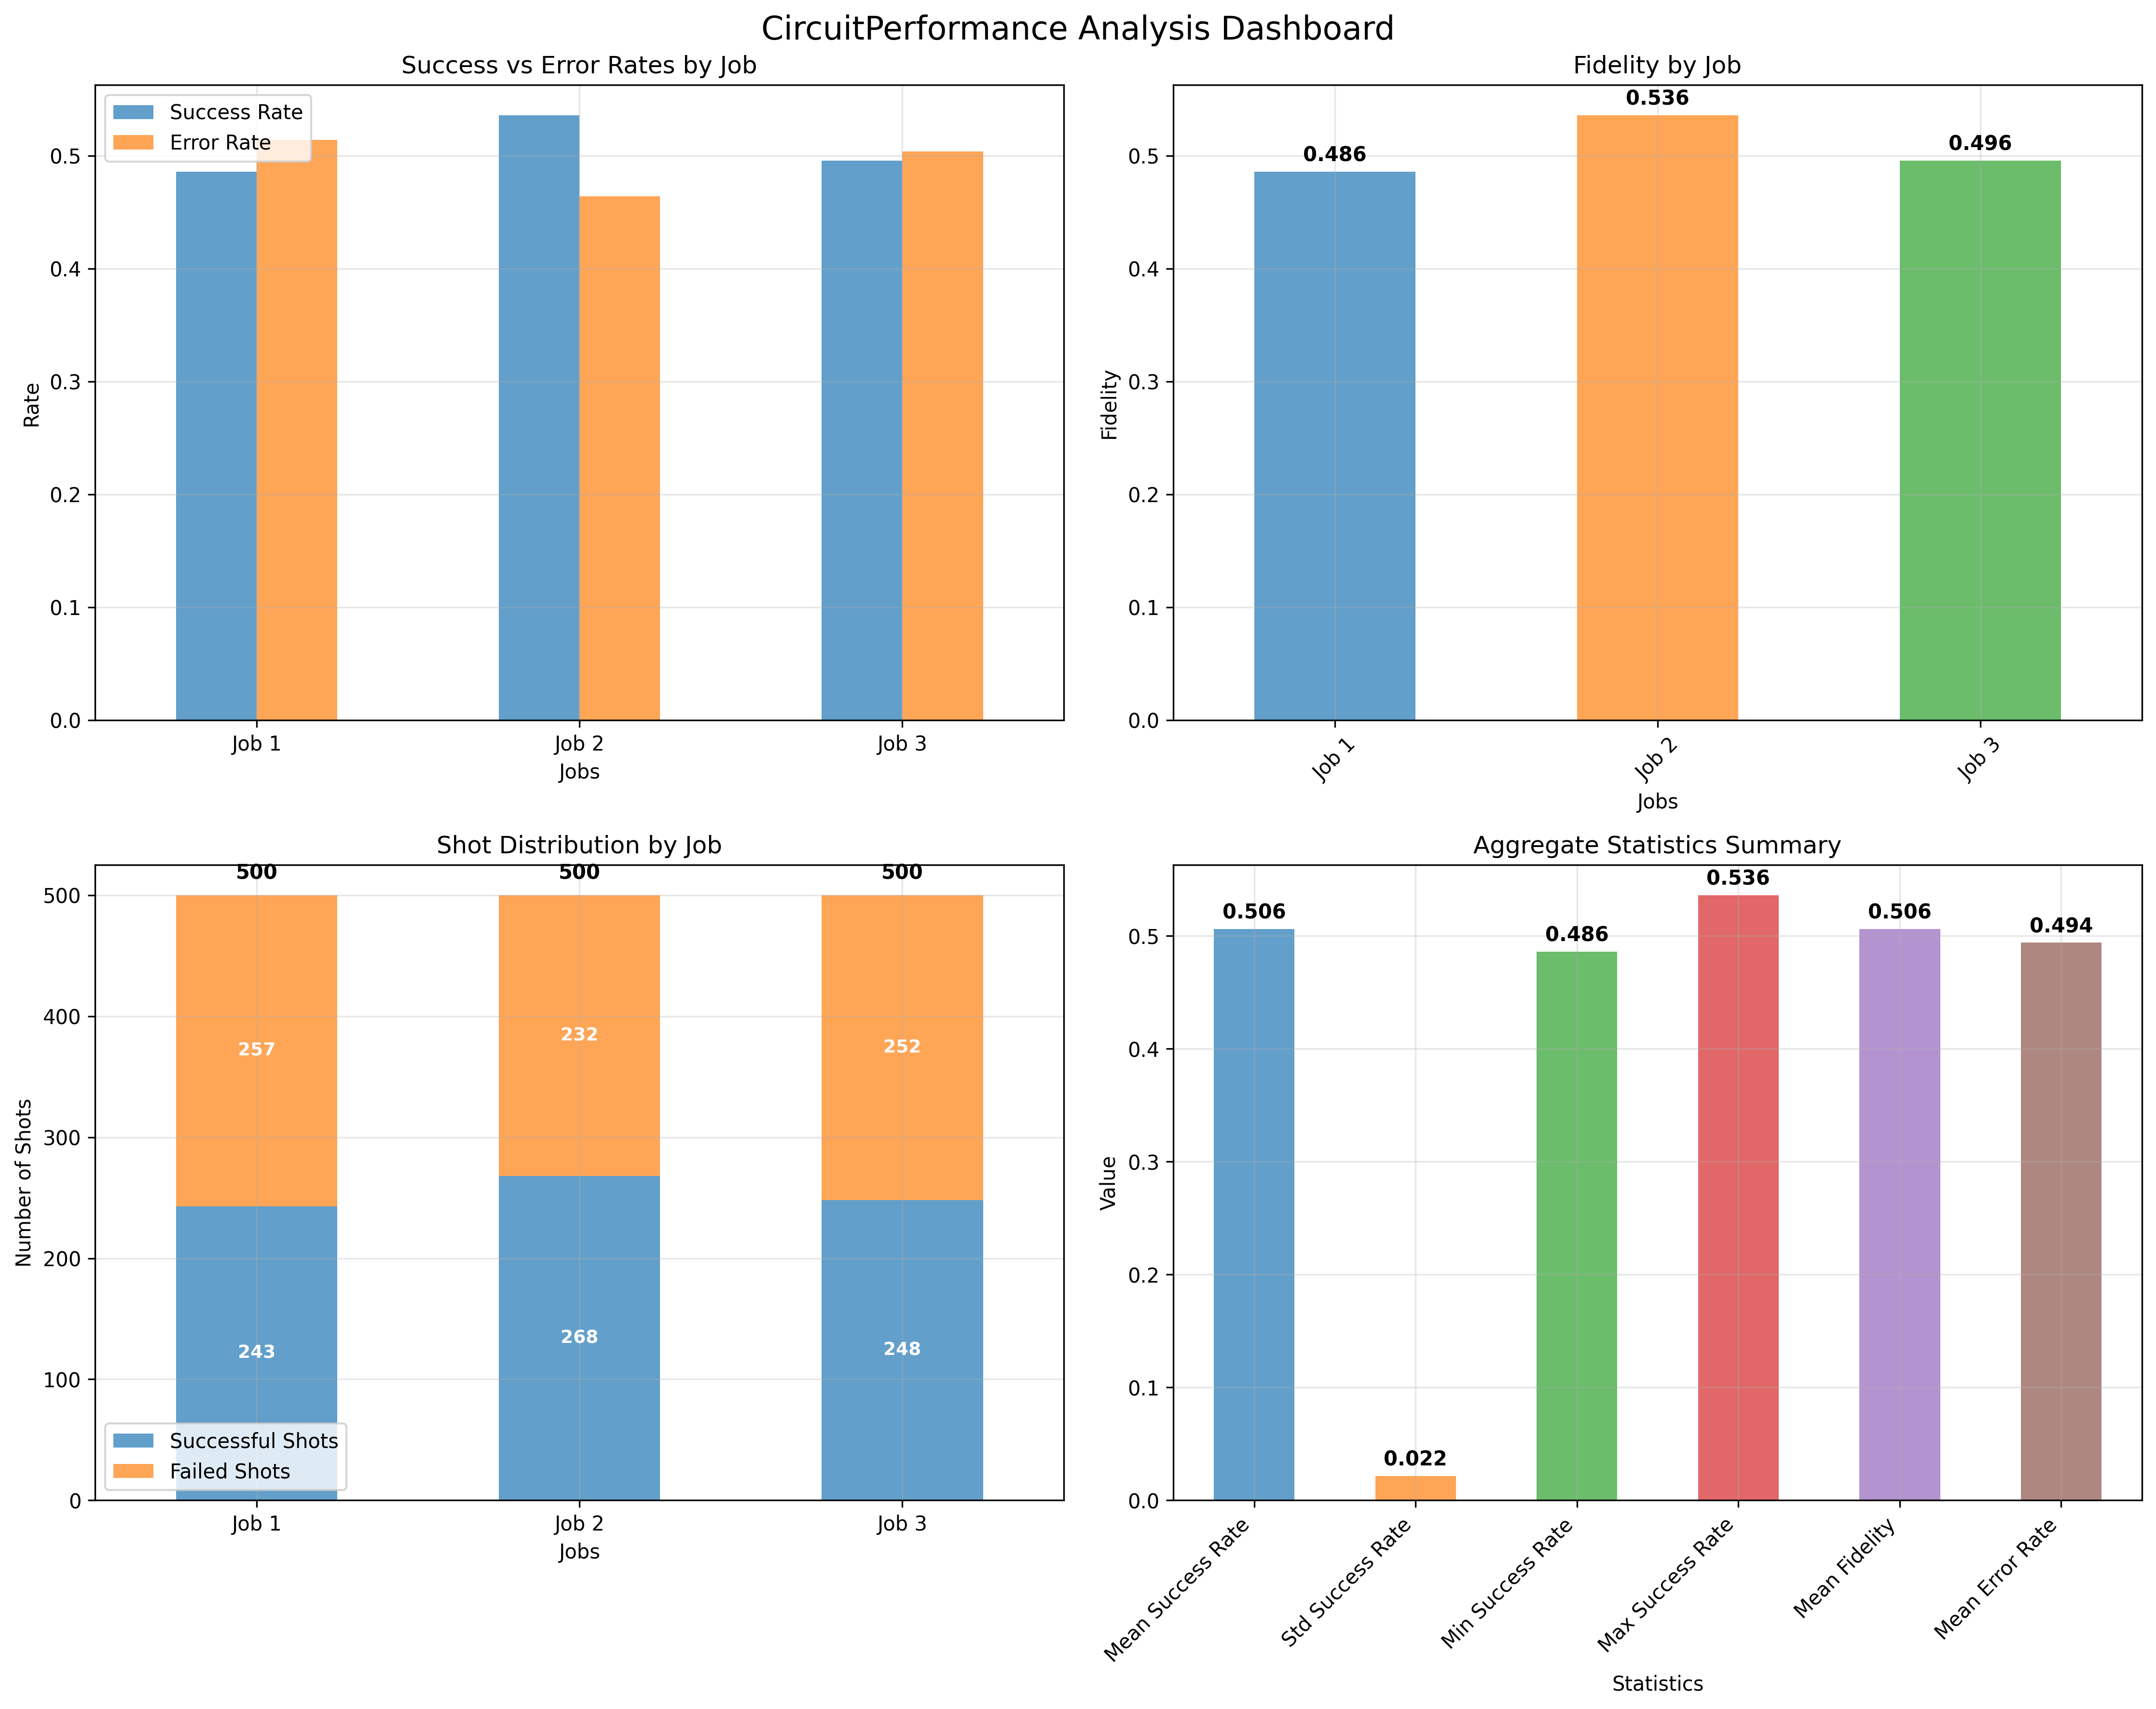 CircuitPerformance Analysis Dashboard
Success vs Error Rates by Job
Success Rate
Error Rate
0.5
0.4
0.3
0.2
0.1
0.0
Rate
Job 1
Job 2
Job 3
Jobs
Fidelity by Job
0.486
0.536
0.496
0.5
0.4
0.3
0.2
0.1
0.0
Fidelity
Job 1
Job 2
Job 3
Jobs
Shot Distribution by Job
500
500
500
257
232
252
243
268
248
Successful Shots
Failed Shots
500
400
300
200
100
0
Number of Shots
Job 1
Job 2
Job 3
Jobs
Aggregate Statistics Summary
0.506
0.022
0.486
0.536
0.506
0.494
0.5
0.4
0.3
0.2
0.1
0.0
Value
Mean Success Rate
Std Success Rate
Min Success Rate
Max Success Rate
Mean Fidelity
Mean Error Rate
Statistics